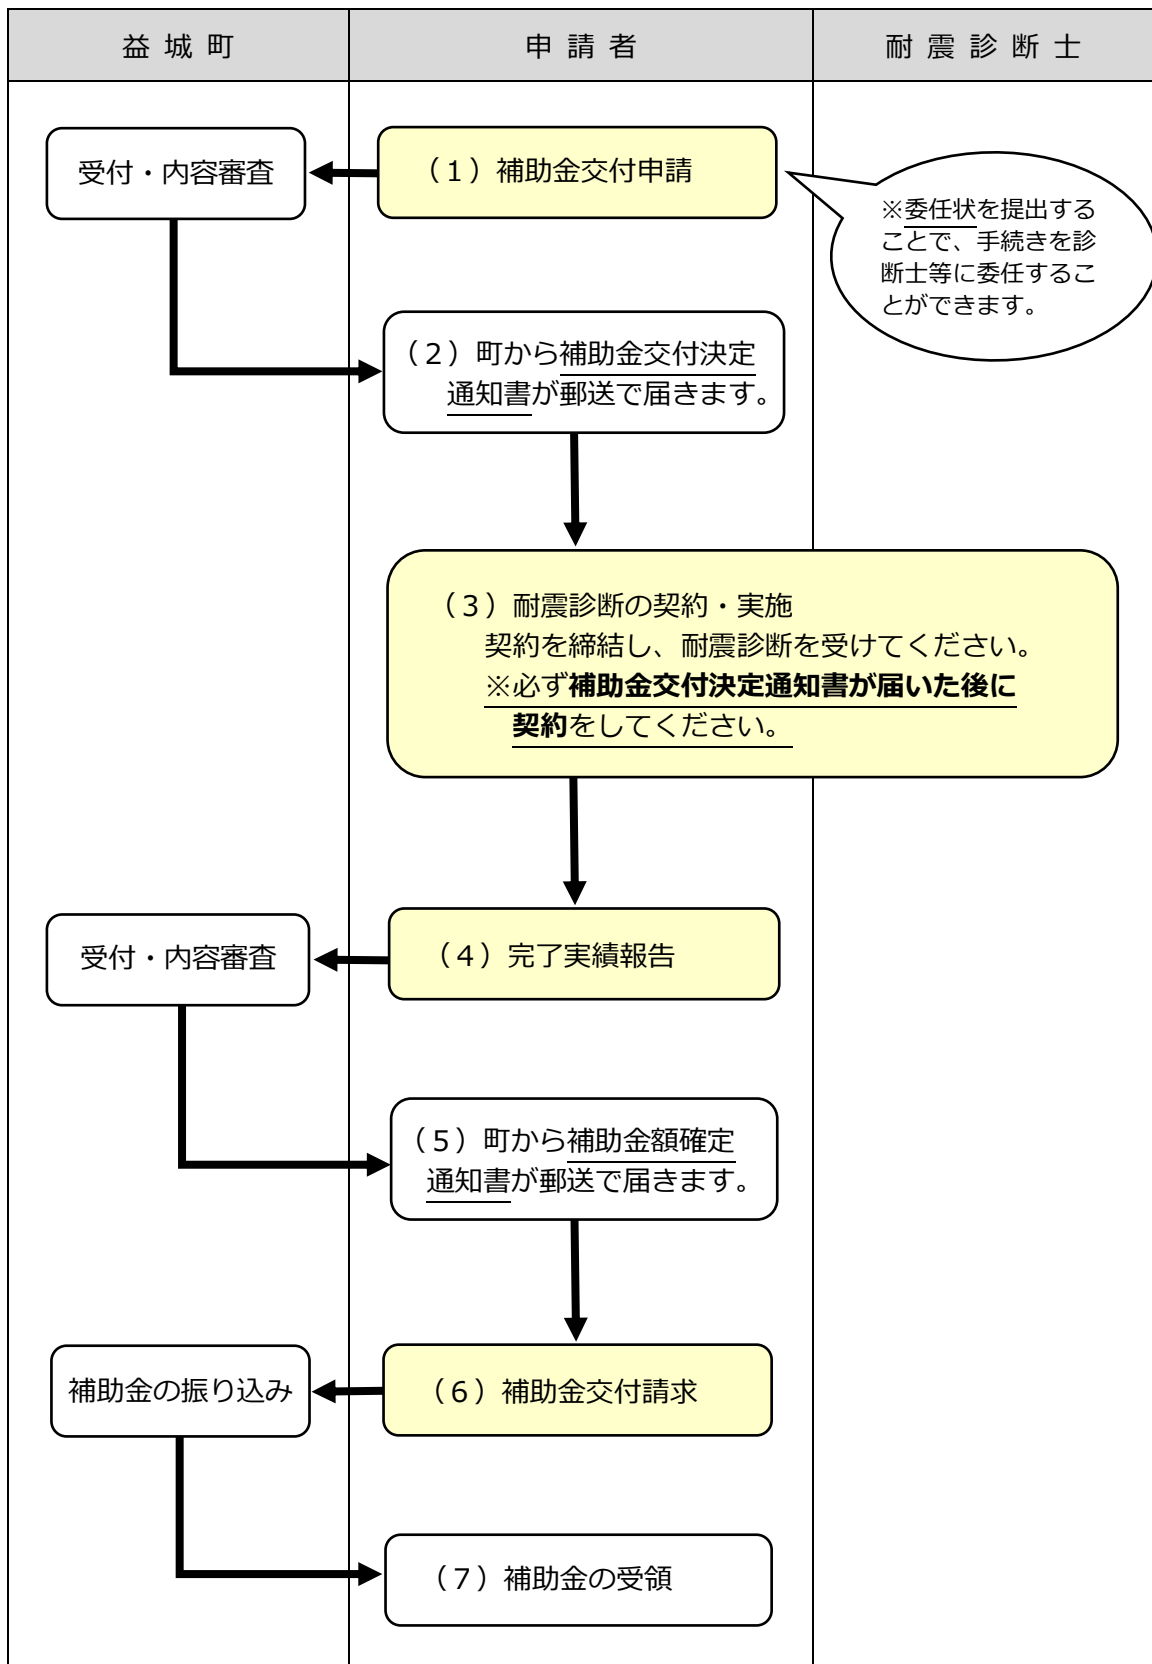 益城町
申請者
耐震診断士
受付・内容審査
（１）補助金交付申請
※委任状を提出する
ことで、手続きを診
断士等に委任するこ
とができます。
（２）町から補助金交付決定
通知書が郵送で届きます。
（３）耐震診断の契約・実施
契約を締結し、耐震診断を受けてください。
※必ず補助金交付決定通知書が届いた後に
契約をしてください。
受付・内容審査
（４）完了実績報告
（５）町から補助金額確定
通知書が郵送で届きます。
補助金の振り込み
（６）補助金交付請求
（７）補助金の受領